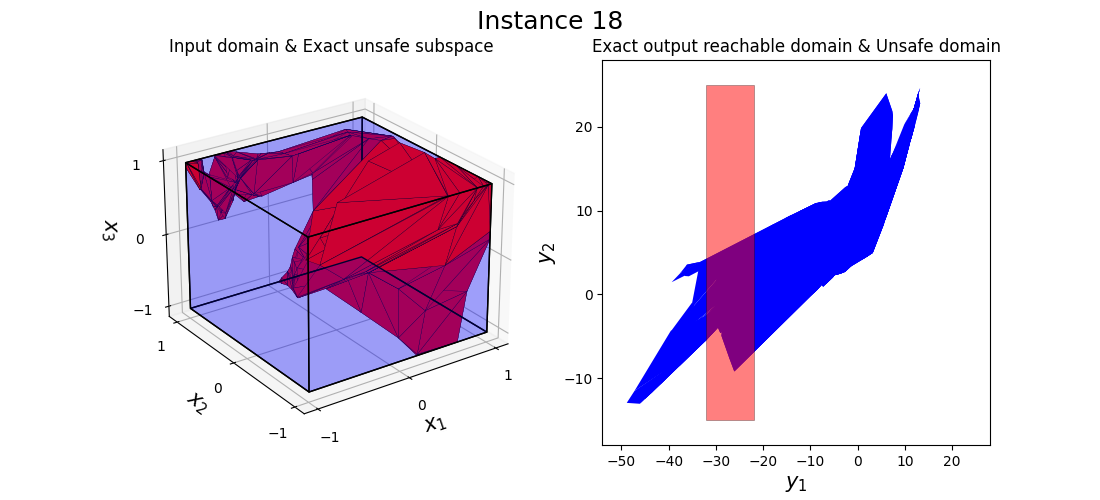 Instance 18
Input domain & Exact unsafe subspace
Exact output reachable domain & Unsafe domain
1
0
−1
x3
1
0
−1
x2
−1
0
1
x1
20
10
0
−10
y2
−50 −40 −30 −20 −10 0 10 20
y1